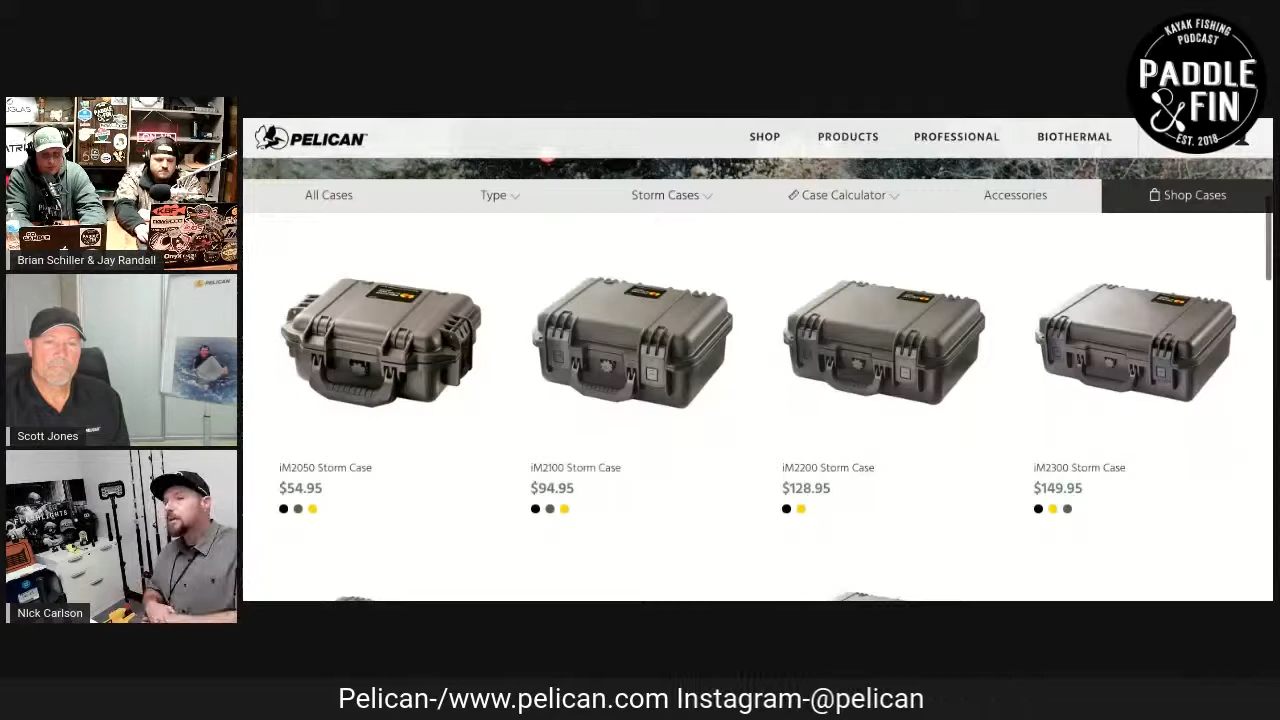 KAYAK FISHING
PODCAST
PADDLE
& FIN
EST. 2018
PELICAN
SHOP
PRODUCTS
PROFESSIONAL
BIOTHERMAL
All Cases
Type
Storm Cases
Case Calculator
Accessories
Shop Cases
Brian Schiller & Jay Randall
PELICAN
Scott Jones
FLASHLIGHTS
Nick Carlson
iM2050 Storm Case
$54.95
iM2100 Storm Case
$94.95
iM2200 Storm Case
$128.95
iM2300 Storm Case
$149.95
Pelican-/www.pelican.com Instagram-@pelican